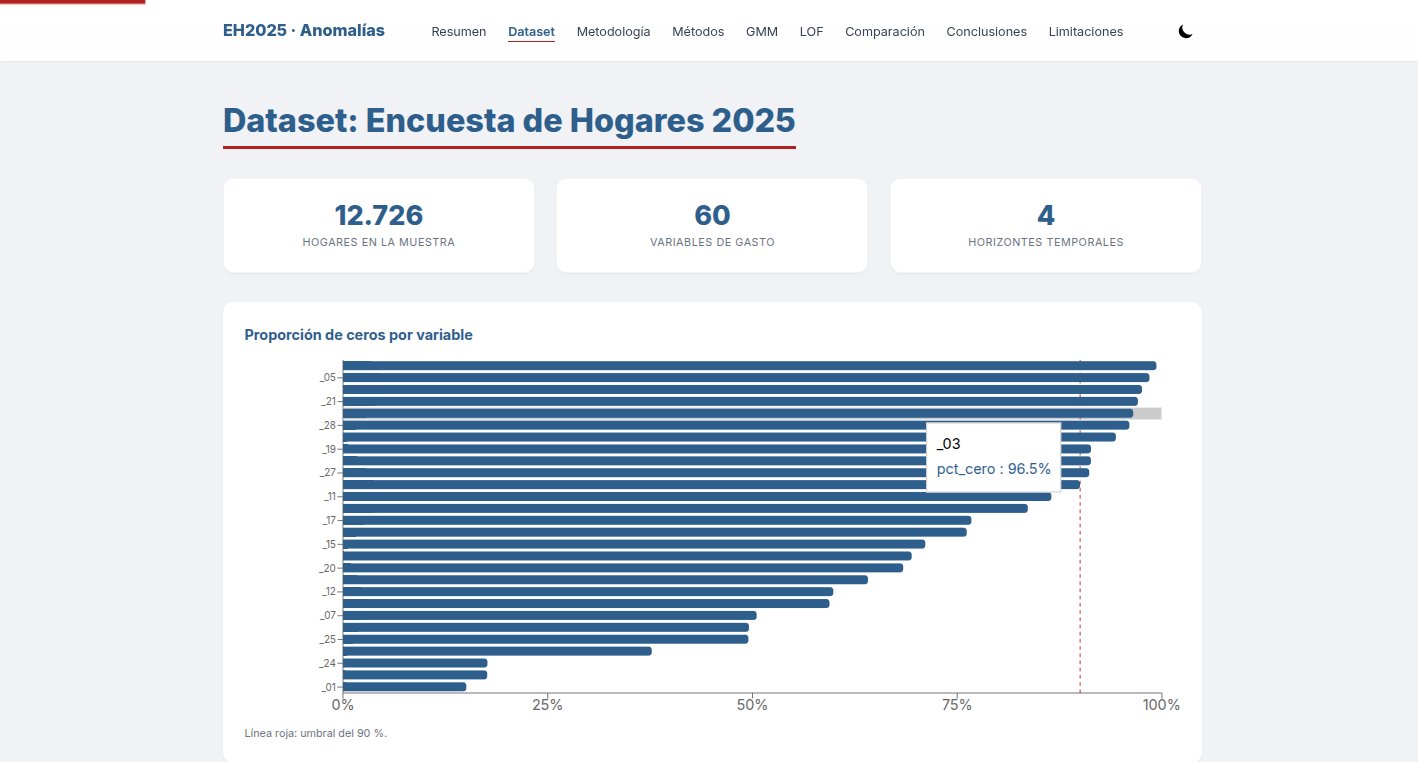 EH2025 · Anomalías
Resumen Dataset Metodología Métodos GMM LOF Comparación Conclusiones Limitaciones
Dataset: Encuesta de Hogares 2025
12.726
HOGARES EN LA MUESTRA
60
VARIABLES DE GASTO
4
HORIZONTES TEMPORALES
Proporción de ceros por variable
_05
_21
_28
_03
_19
pct_cero : 96.5%
_27
_11
_17
_15
_20
_12
_07
_25
_24
_01
0% 25% 50% 75% 100%
Línea roja: umbral del 90 %.